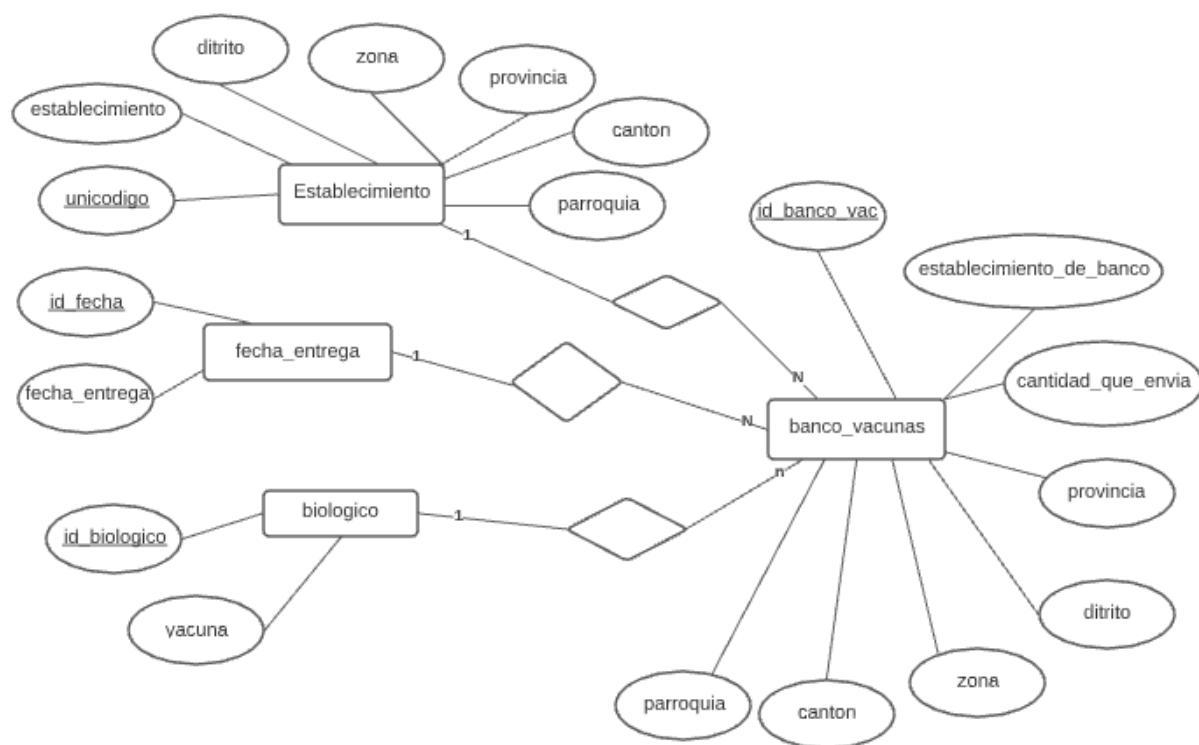 ditrito
zona
provincia
establecimiento
canton
unicodigo
Establecimiento
parroquia
id_banco_vac
1
establecimiento_de_banco
id_fecha
fecha_entrega
1
fecha_entrega
N
cantidad_que_envia
N
banco_vacunas
n
provincia
biologico
1
id_biologico
vacuna
ditrito
zona
parroquia
canton